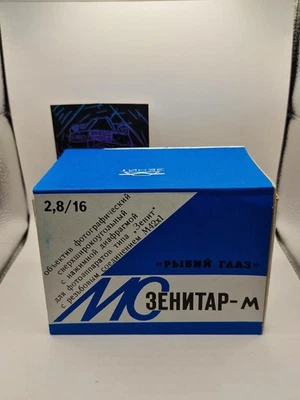 ЗЕНИТ
2,8/16
объектив фотографический
сверхширокоугольный
с нажимной диафрагмой
для фотоаппаратов типа „Зенит"
с резьбовым соединением М42х1
«РЫБИЙ ГЛАЗ»
МС ЗЕНИТАР-м